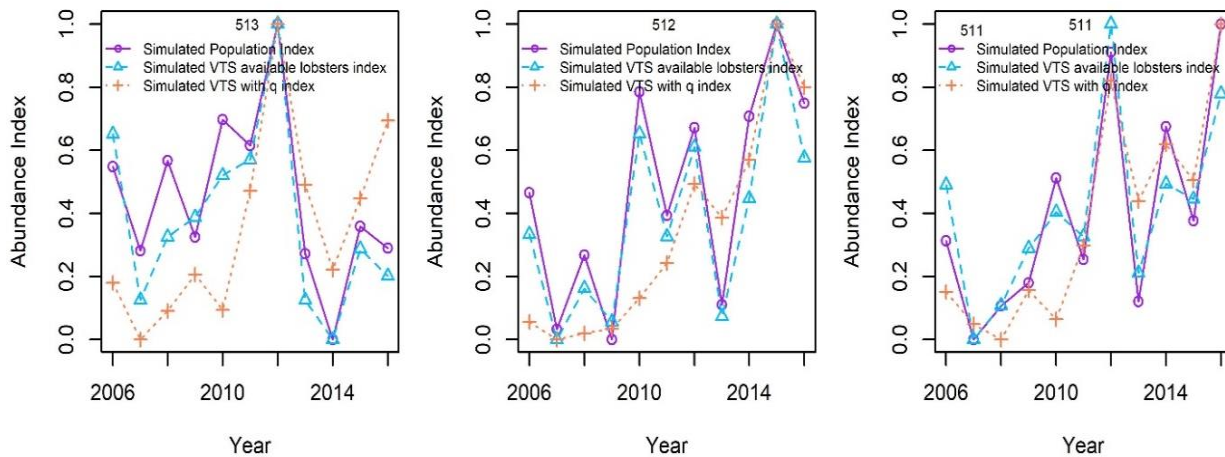 513
Simulated Population Index
Simulated VTS available lobsters index
Simulated VTS with q index
Abundance Index
0.0
0.2
0.4
0.6
0.8
1.0
2006
2010
2014
Year
512
Simulated Population Index
Simulated VTS available lobsters index
Simulated VTS with q index
Abundance Index
0.0
0.2
0.4
0.6
0.8
1.0
2006
2010
2014
Year
511
511
Simulated Population Index
Simulated VTS available lobsters index
Simulated VTS with q index
Abundance Index
0.0
0.2
0.4
0.6
0.8
1.0
2006
2010
2014
Year